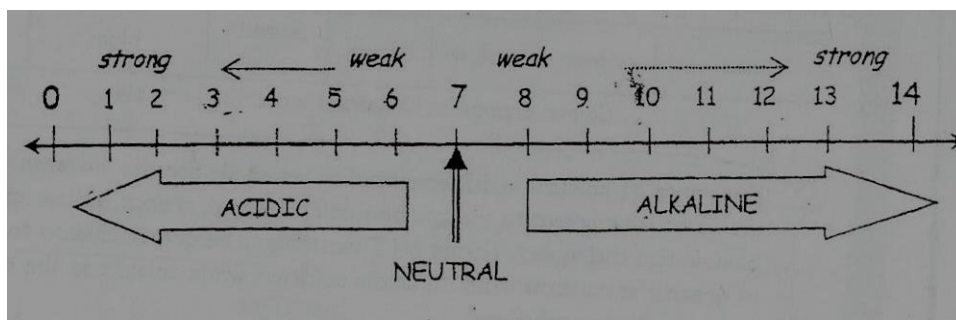 strong weak weak strong
0 1 2 3 4 5 6 7 8 9 10 11 12 13 14
ACIDIC ALKALINE
NEUTRAL